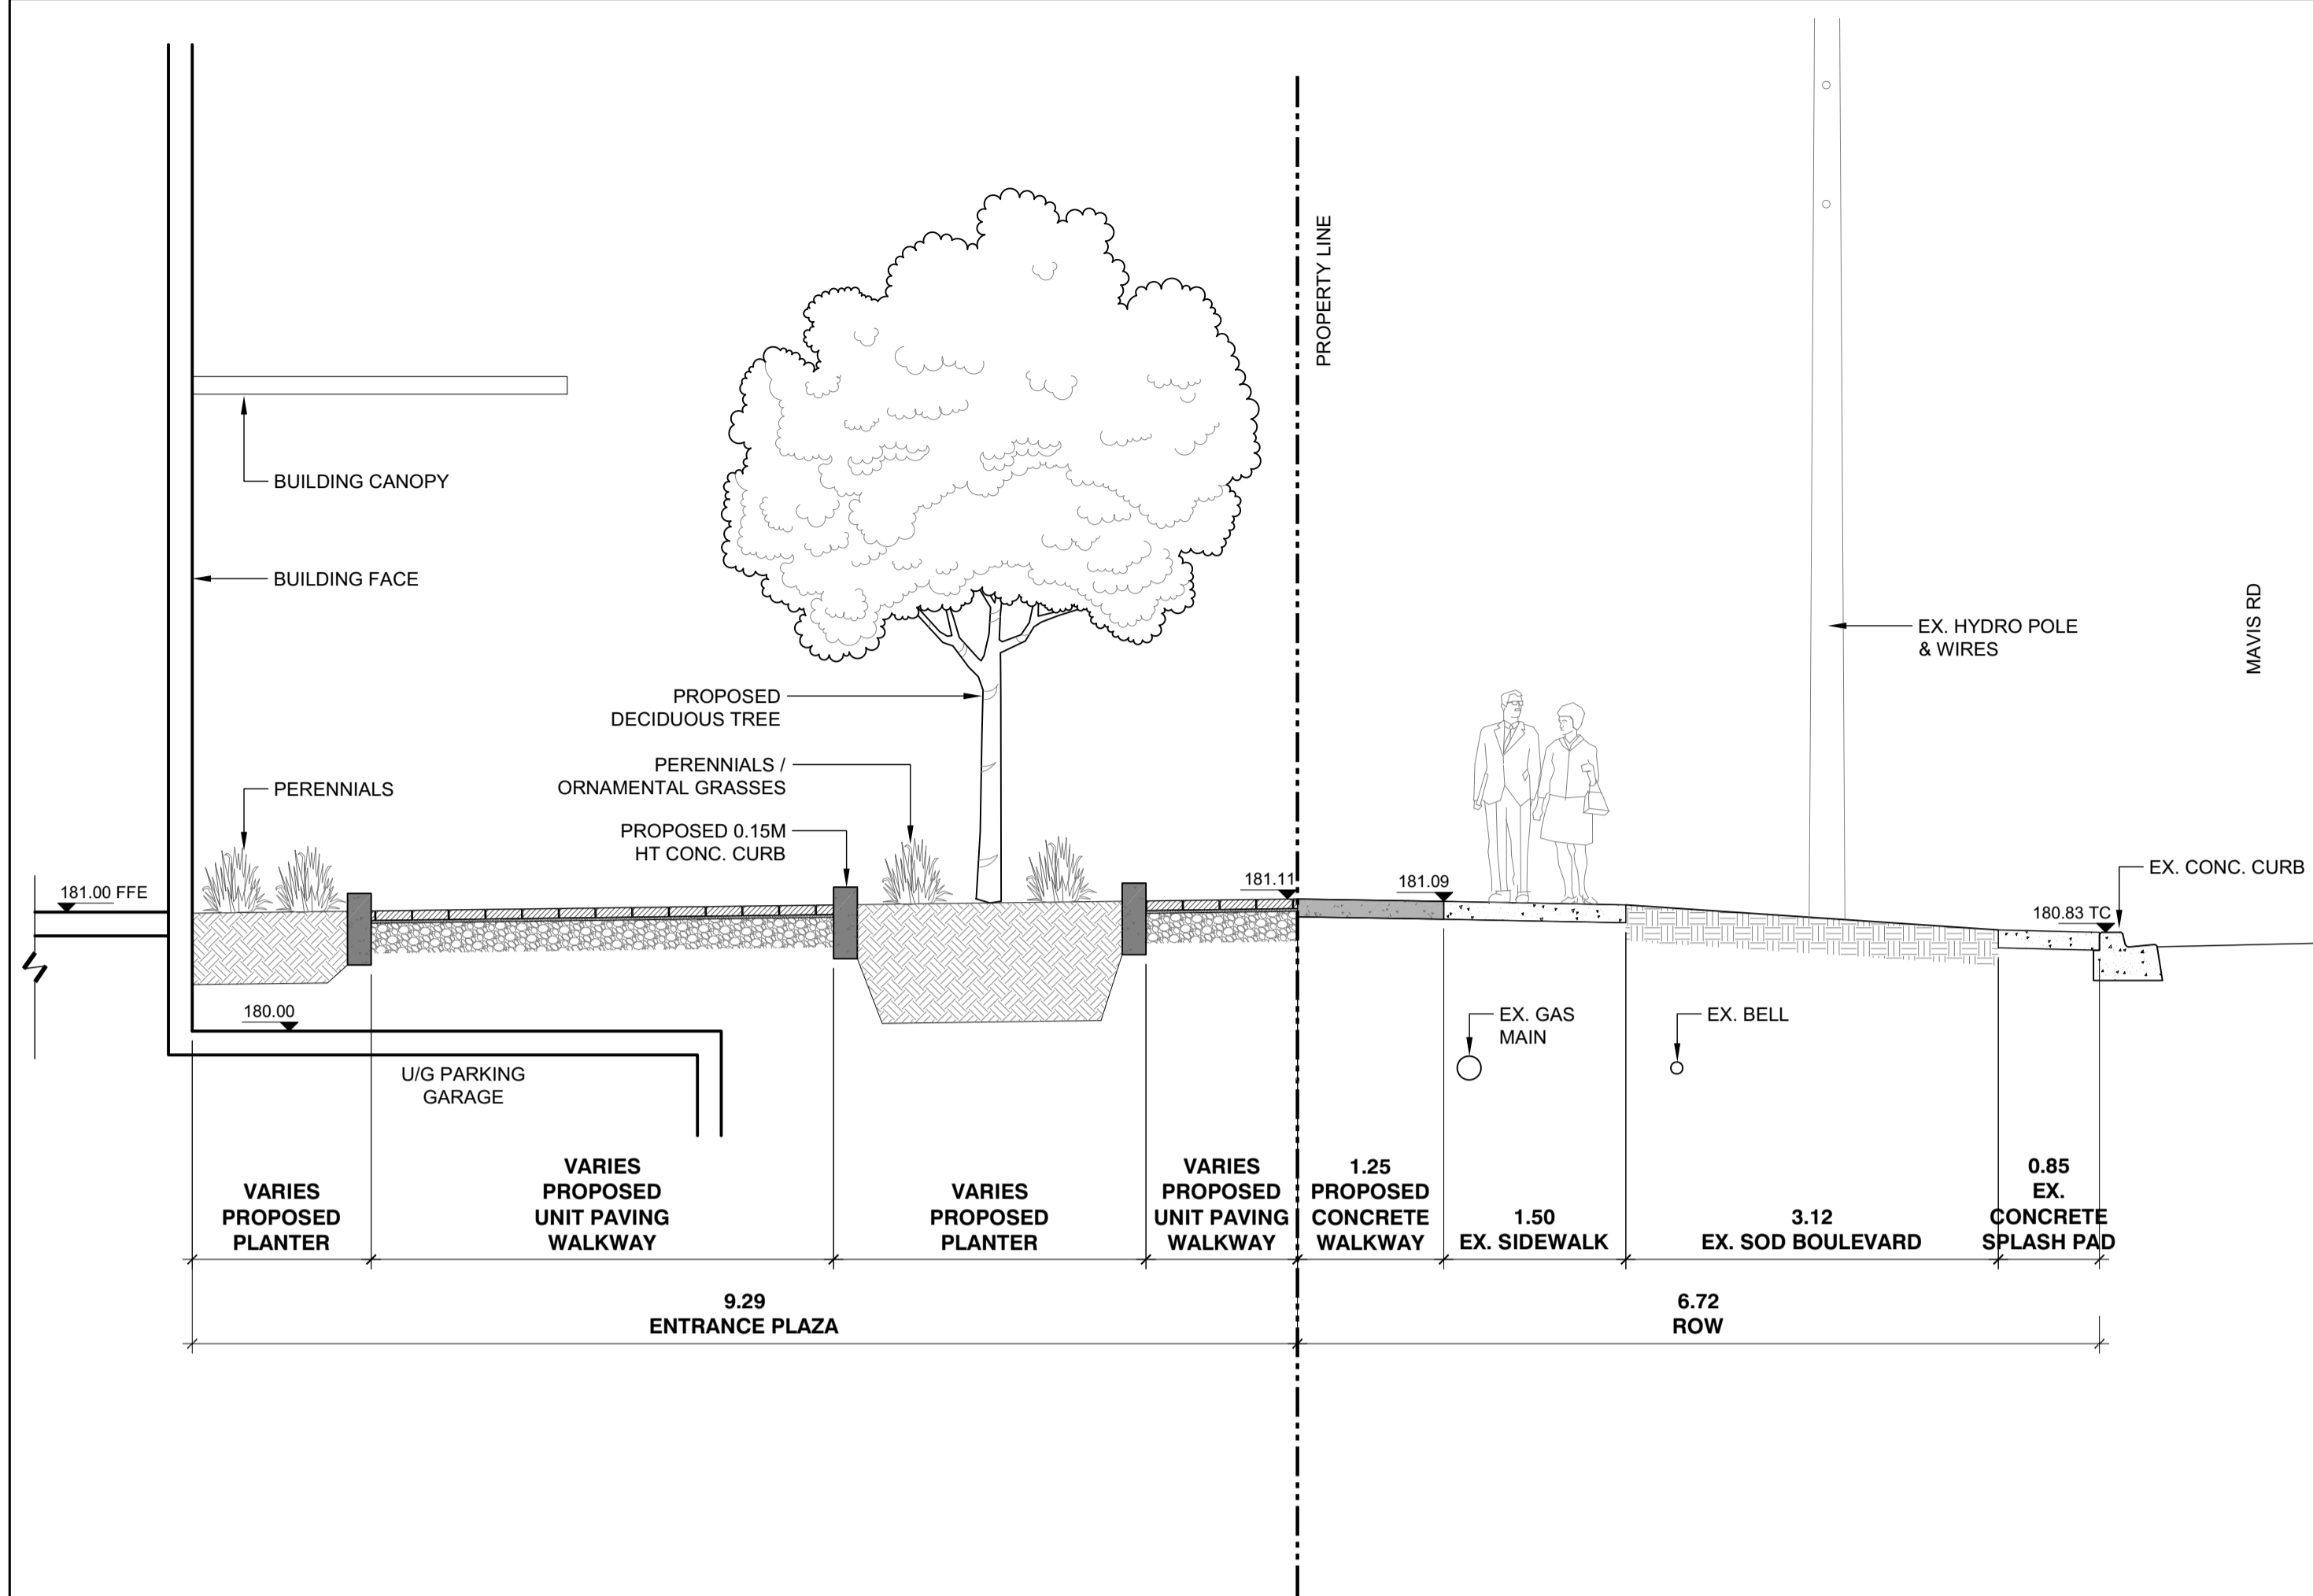 PROPERTY LINE
BUILDING CANOPY
BUILDING FACE
MAVIS RD
EX. HYDRO POLE
& WIRES
PROPOSED
DECIDUOUS TREE
PERENNIALS /
ORNAMENTAL GRASSES
PERENNIALS
PROPOSED 0.15M
HT CONC. CURB
EX. CONC. CURB
181.00 FFE
181.11
181.09
180.83 TC
180.00
EX. GAS
MAIN
EX. BELL
U/G PARKING
GARAGE
VARIES
PROPOSED
PLANTER
VARIES
PROPOSED
UNIT PAVING
WALKWAY
VARIES
PROPOSED
PLANTER
VARIES
PROPOSED
UNIT PAVING
WALKWAY
1.25
PROPOSED
CONCRETE
WALKWAY
1.50
EX. SIDEWALK
3.12
EX. SOD BOULEVARD
0.85
EX.
CONCRETE
SPLASH PAD
9.29
ENTRANCE PLAZA
6.72
ROW